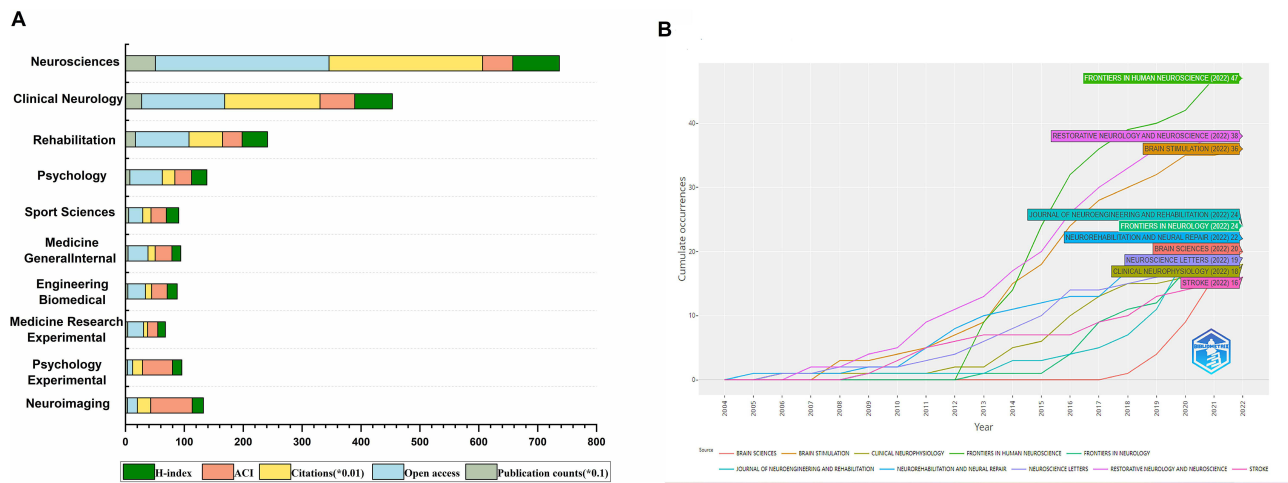 A
Neurosciences
Clinical Neurology
Rehabilitation
Psychology
Sport Sciences
Medicine
GeneralInternal
Engineering
Biomedical
Medicine Research
Experimental
Psychology
Experimental
Neuroimaging
0 100 200 300 400 500 600 700 800
H-index ACI Citations(*0.01) Open access Publication counts(*0.1)
B
Cumulate occurrences
40
30
20
10
0
FRONTIERS IN HUMAN NEUROSCIENCE (2022) 47
RESTORATIVE NEUROLOGY AND NEUROSCIENCE (2022) 38
BRAIN STIMULATION (2022) 36
JOURNAL OF NEUROENGINEERING AND REHABILITATION (2022) 24
FRONTIERS IN NEUROLOGY (2022) 24
NEUROREHABILITATION AND NEURAL REPAIR (2022) 22
BRAIN SCIENCES (2022) 20
NEUROSCIENCE LETTERS (2022) 19
CLINICAL NEUROPHYSIOLOGY (2022) 18
STROKE (2022) 16
BIBLIOMETRIX
2004 2005 2006 2007 2008 2009 2010 2011 2012 2013 2014 2015 2016 2017 2018 2019 2020 2021 2022
Year
Source
BRAIN SCIENCES BRAIN STIMULATION CLINICAL NEUROPHYSIOLOGY FRONTIERS IN HUMAN NEUROSCIENCE FRONTIERS IN NEUROLOGY
JOURNAL OF NEUROENGINEERING AND REHABILITATION NEUROREHABILITATION AND NEURAL REPAIR NEUROSCIENCE LETTERS RESTORATIVE NEUROLOGY AND NEUROSCIENCE STROKE